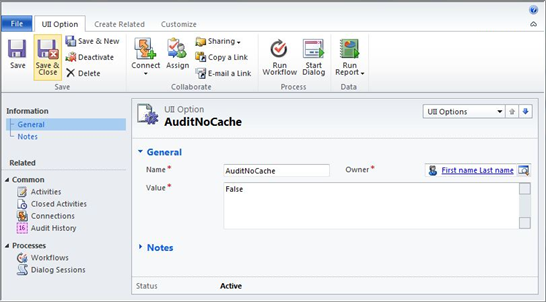 File UII Option Create Related Customize
Save
Save & Close
Save & New
Deactivate
Delete
Save
Connect
Assign
Sharing
Copy a Link
E-mail a Link
Collaborate
Run Workflow
Start Dialog
Process
Run Report
Data
Information
General
Notes
Related
Common
Activities
Closed Activities
Connections
16 Audit History
Processes
Workflows
Dialog Sessions
UII Option
AuditNoCache
UII Options
General
Name * AuditNoCache Owner * First name Last name
Value * False
Notes
Status Active